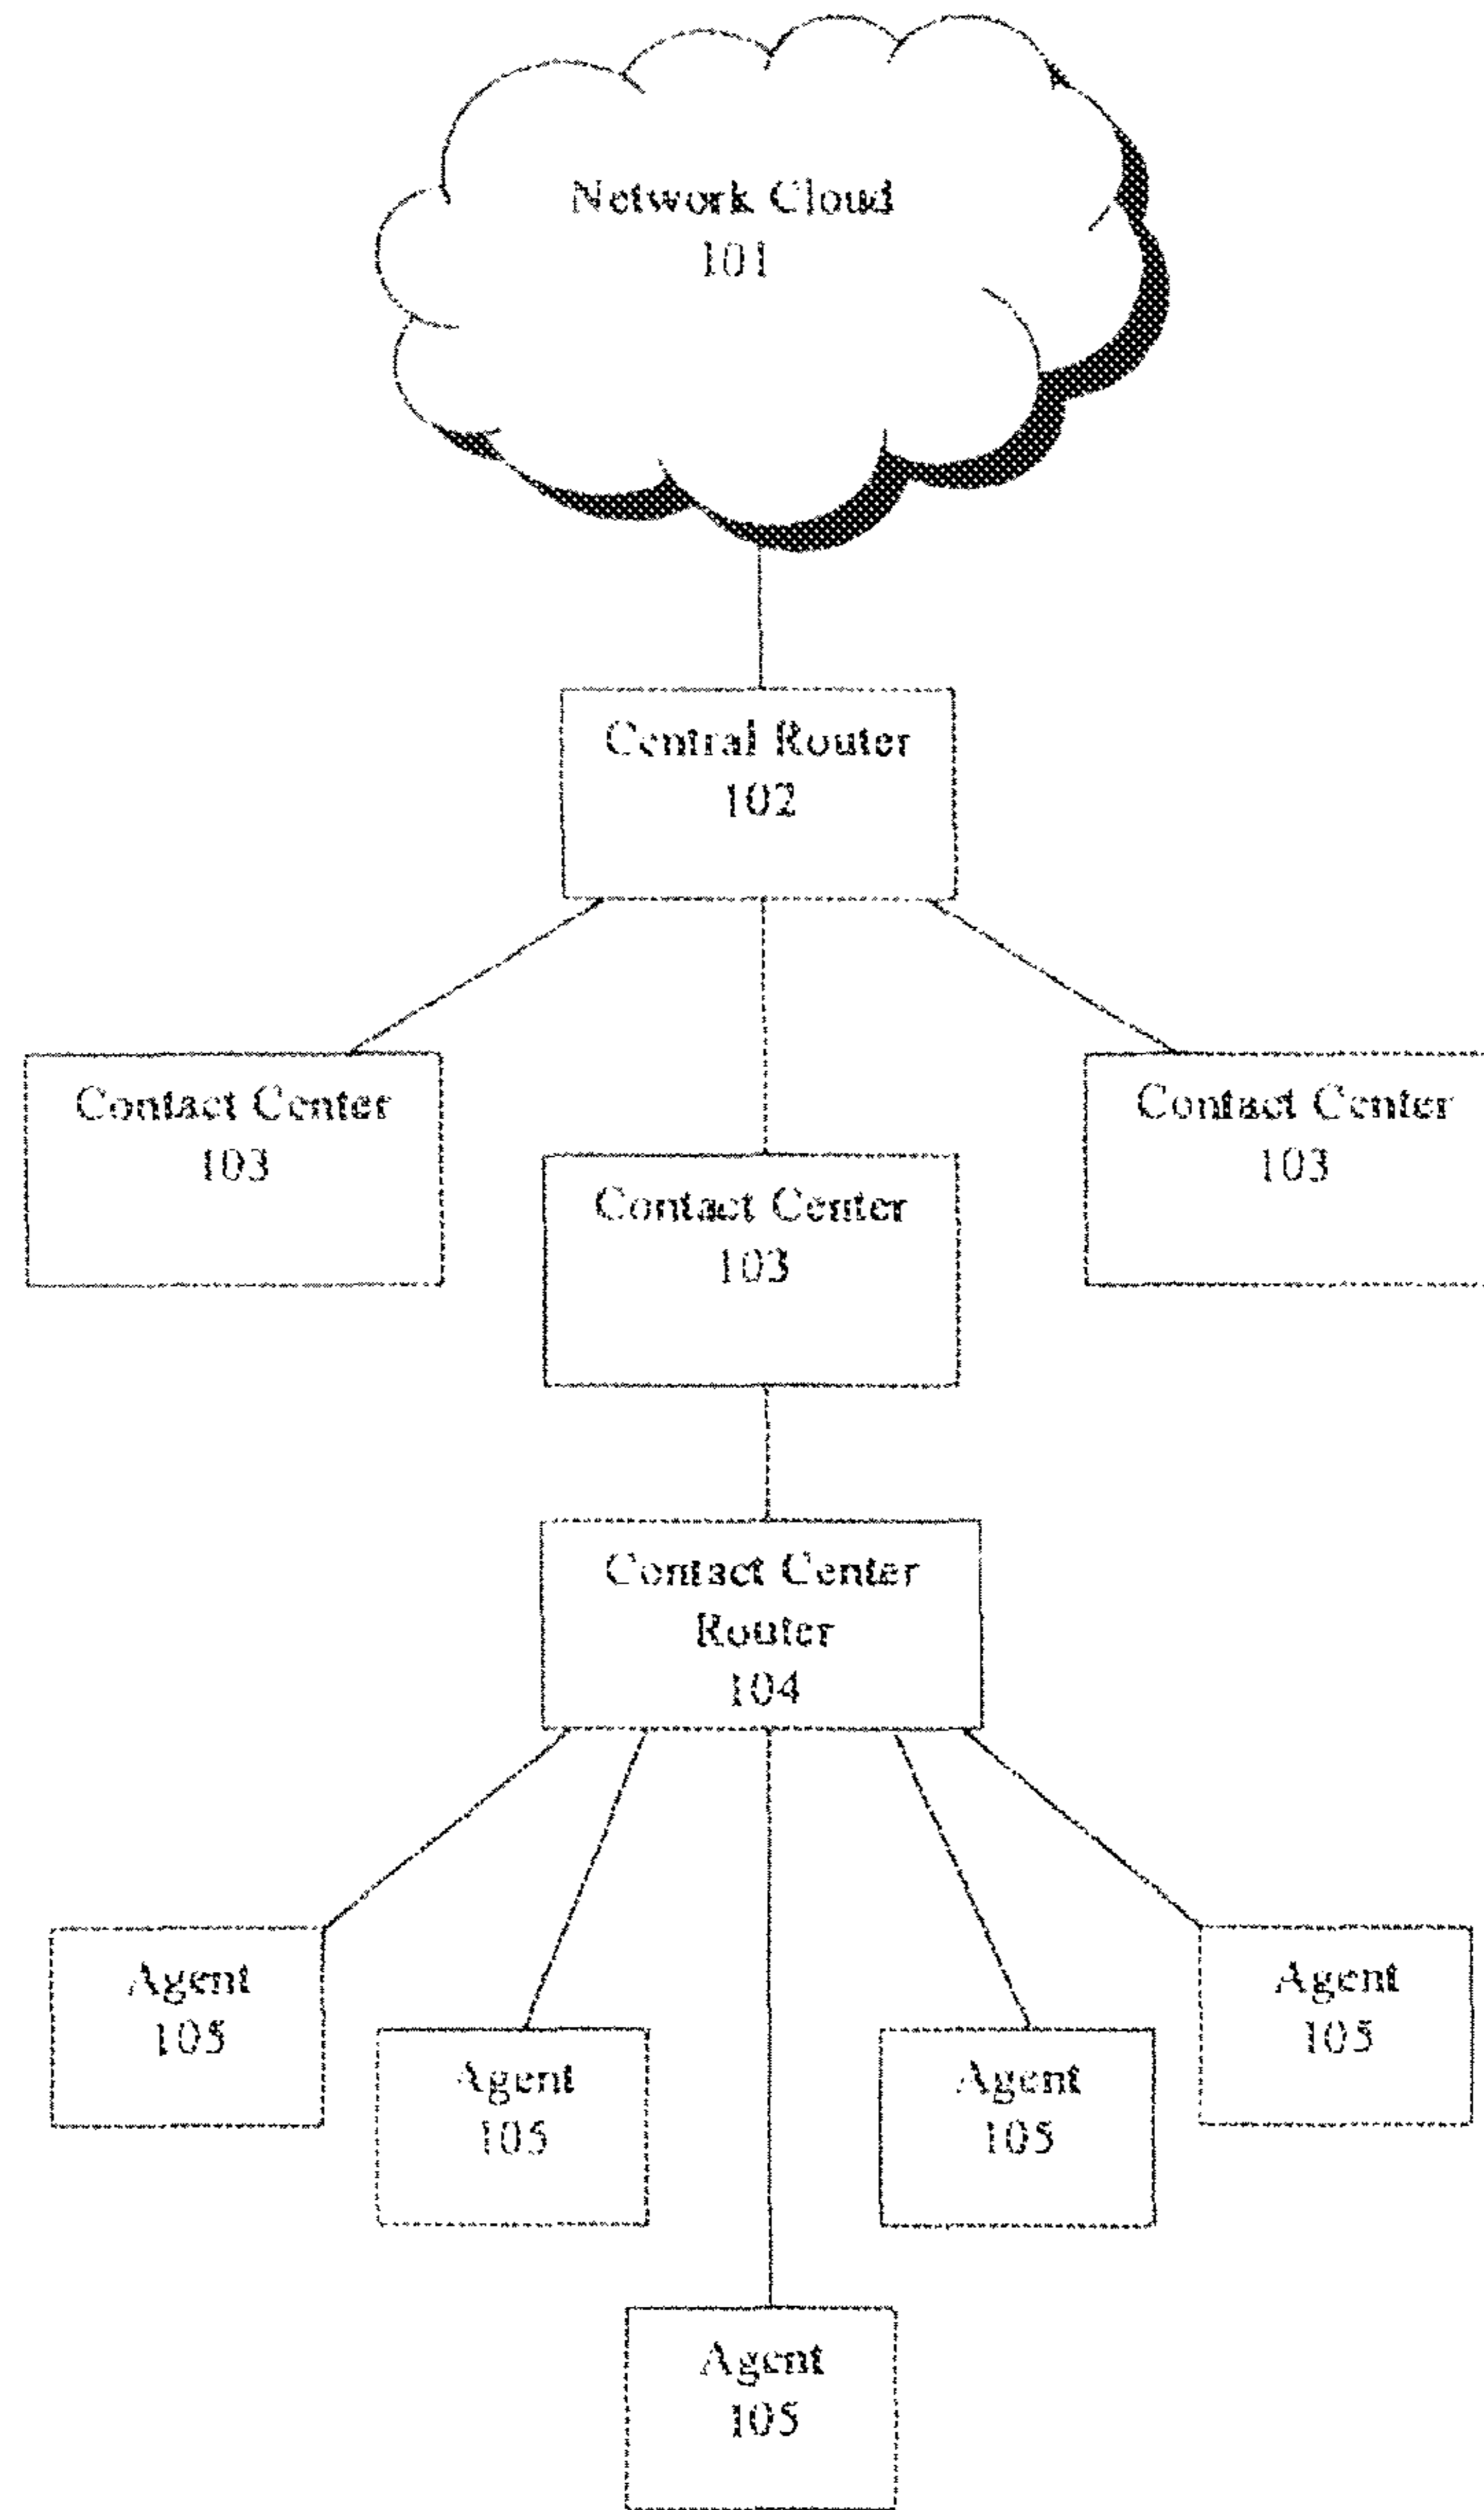 Network Cloud
101
Central Router
102
Contact Center
103
Contact Center
103
Contact Center
103
Contact Center
Router
104
Agent
105
Agent
105
Agent
105
Agent
105
Agent
105